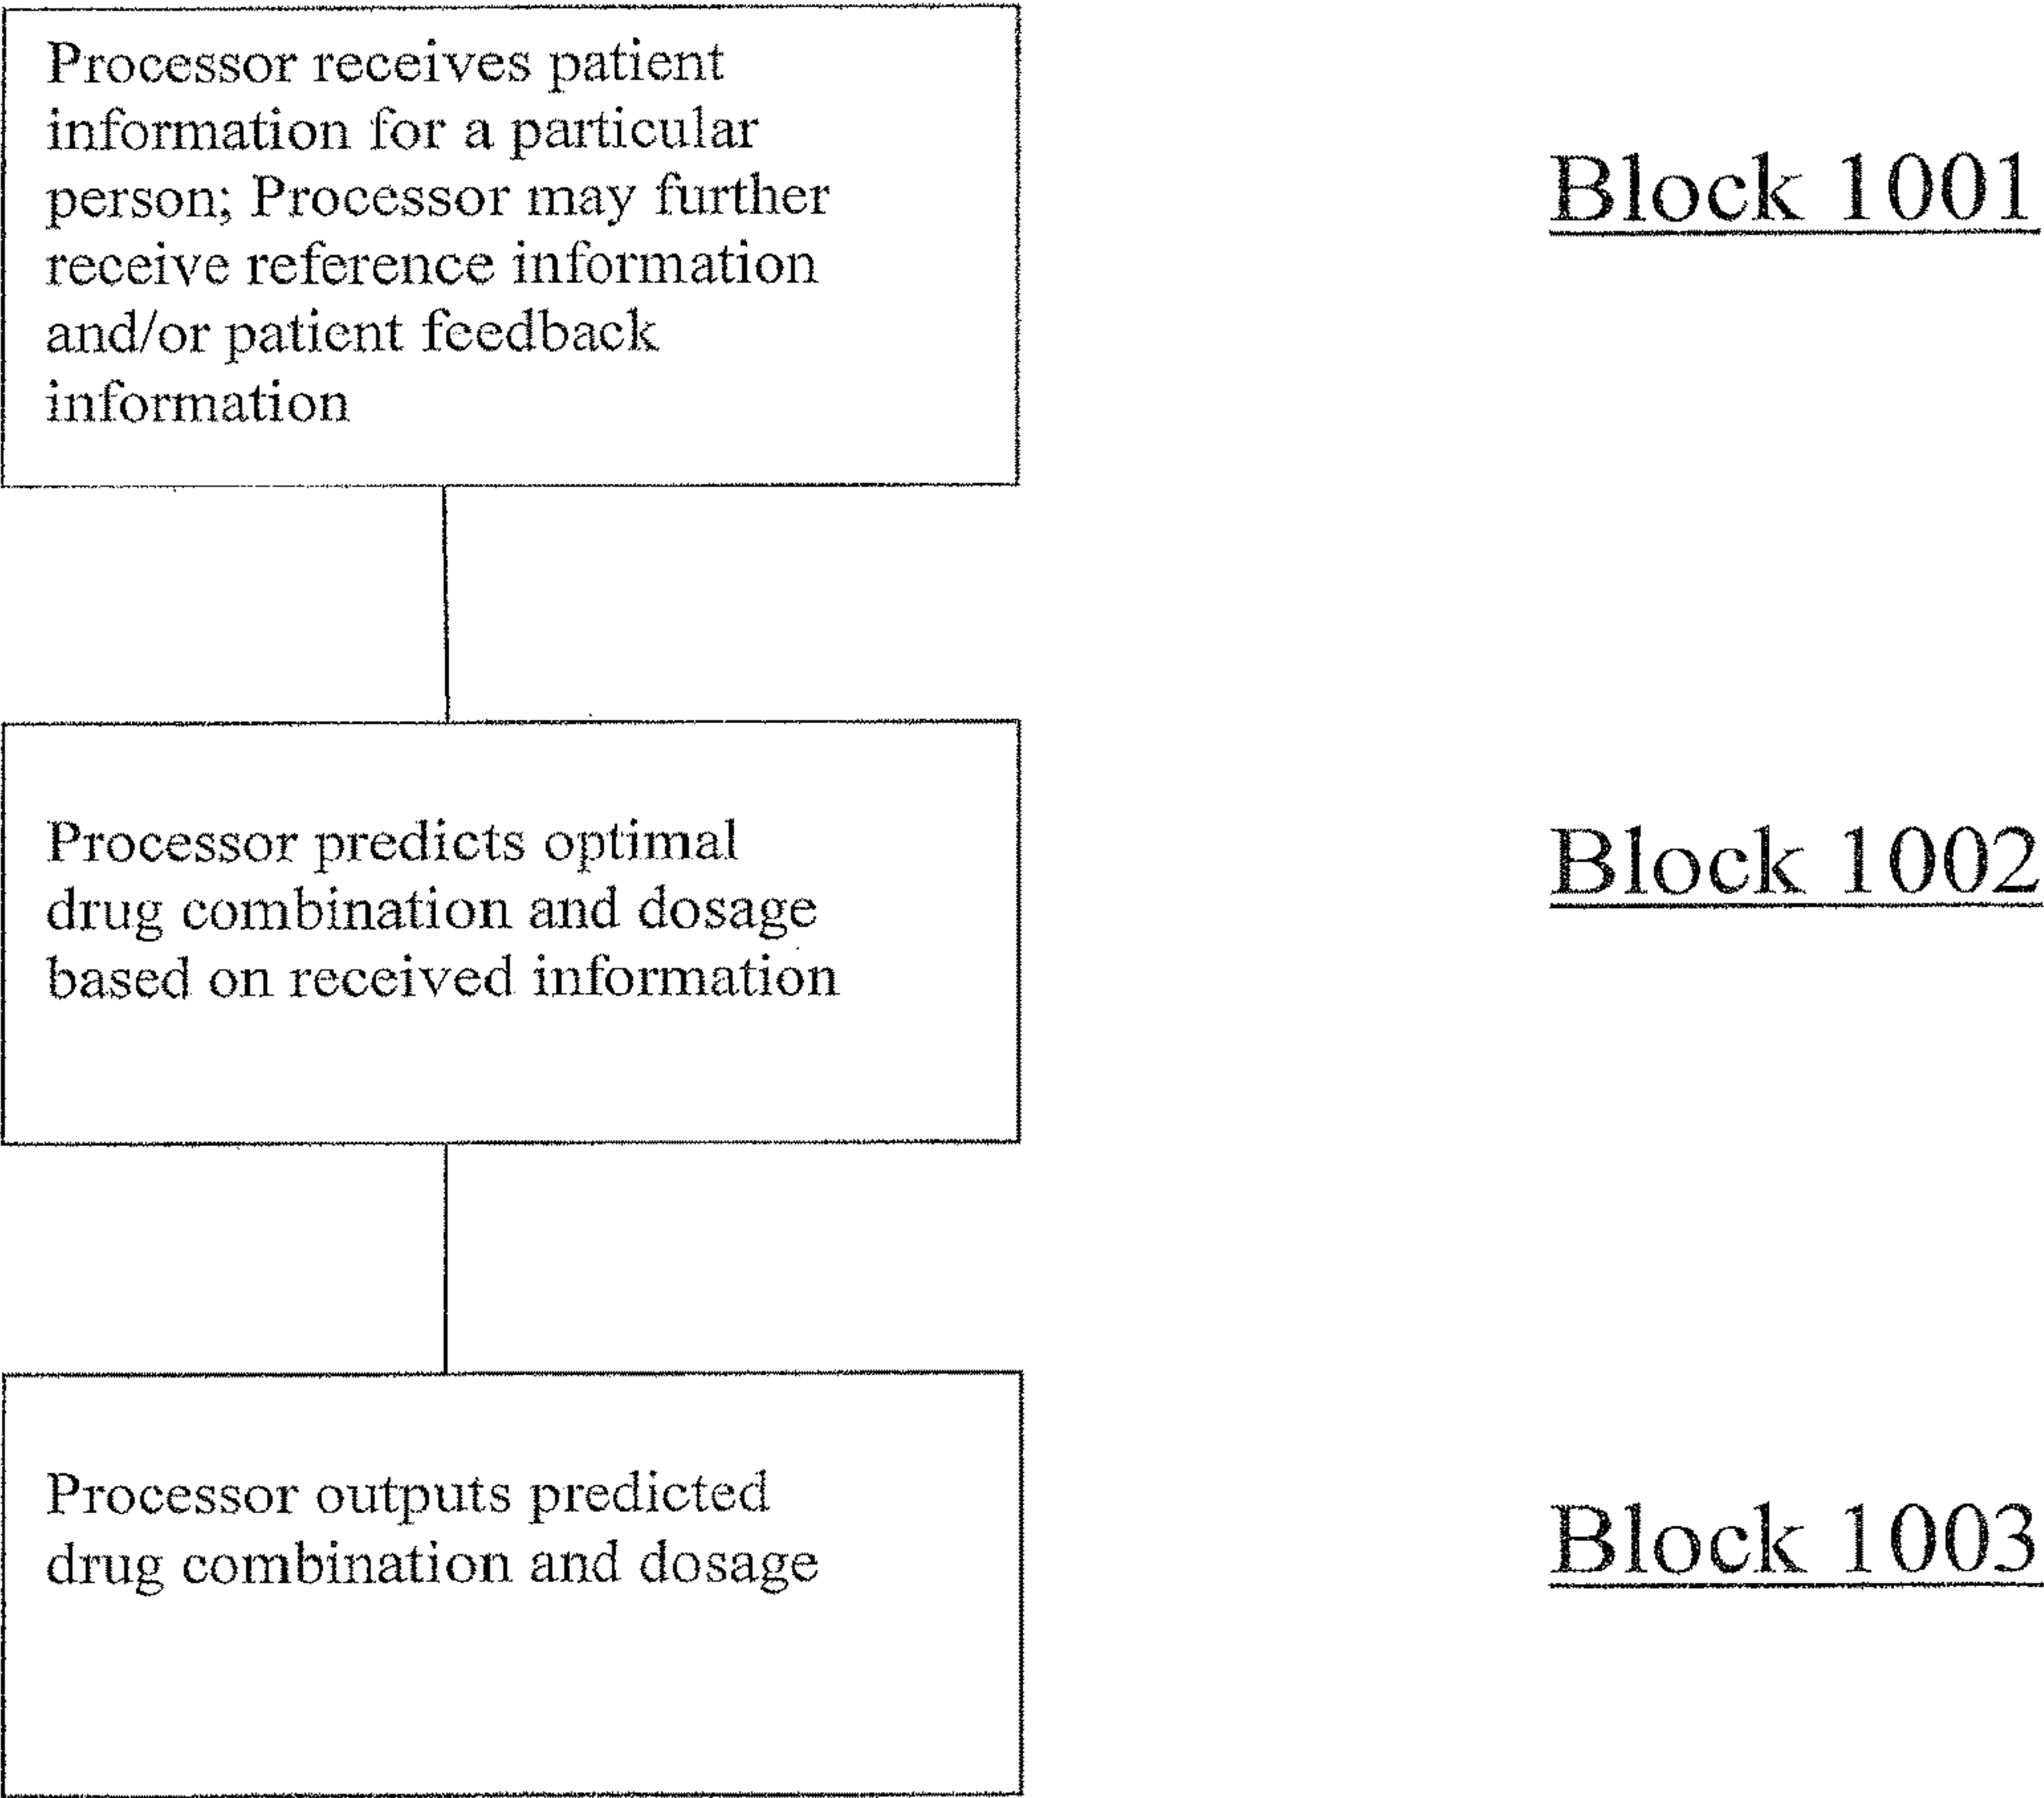 Processor receives patient
information for a particular
person; Processor may further
receive reference information
and/or patient feedback
information
Block 1001
Processor predicts optimal
drug combination and dosage
based on received information
Block 1002
Processor outputs predicted
drug combination and dosage
Block 1003